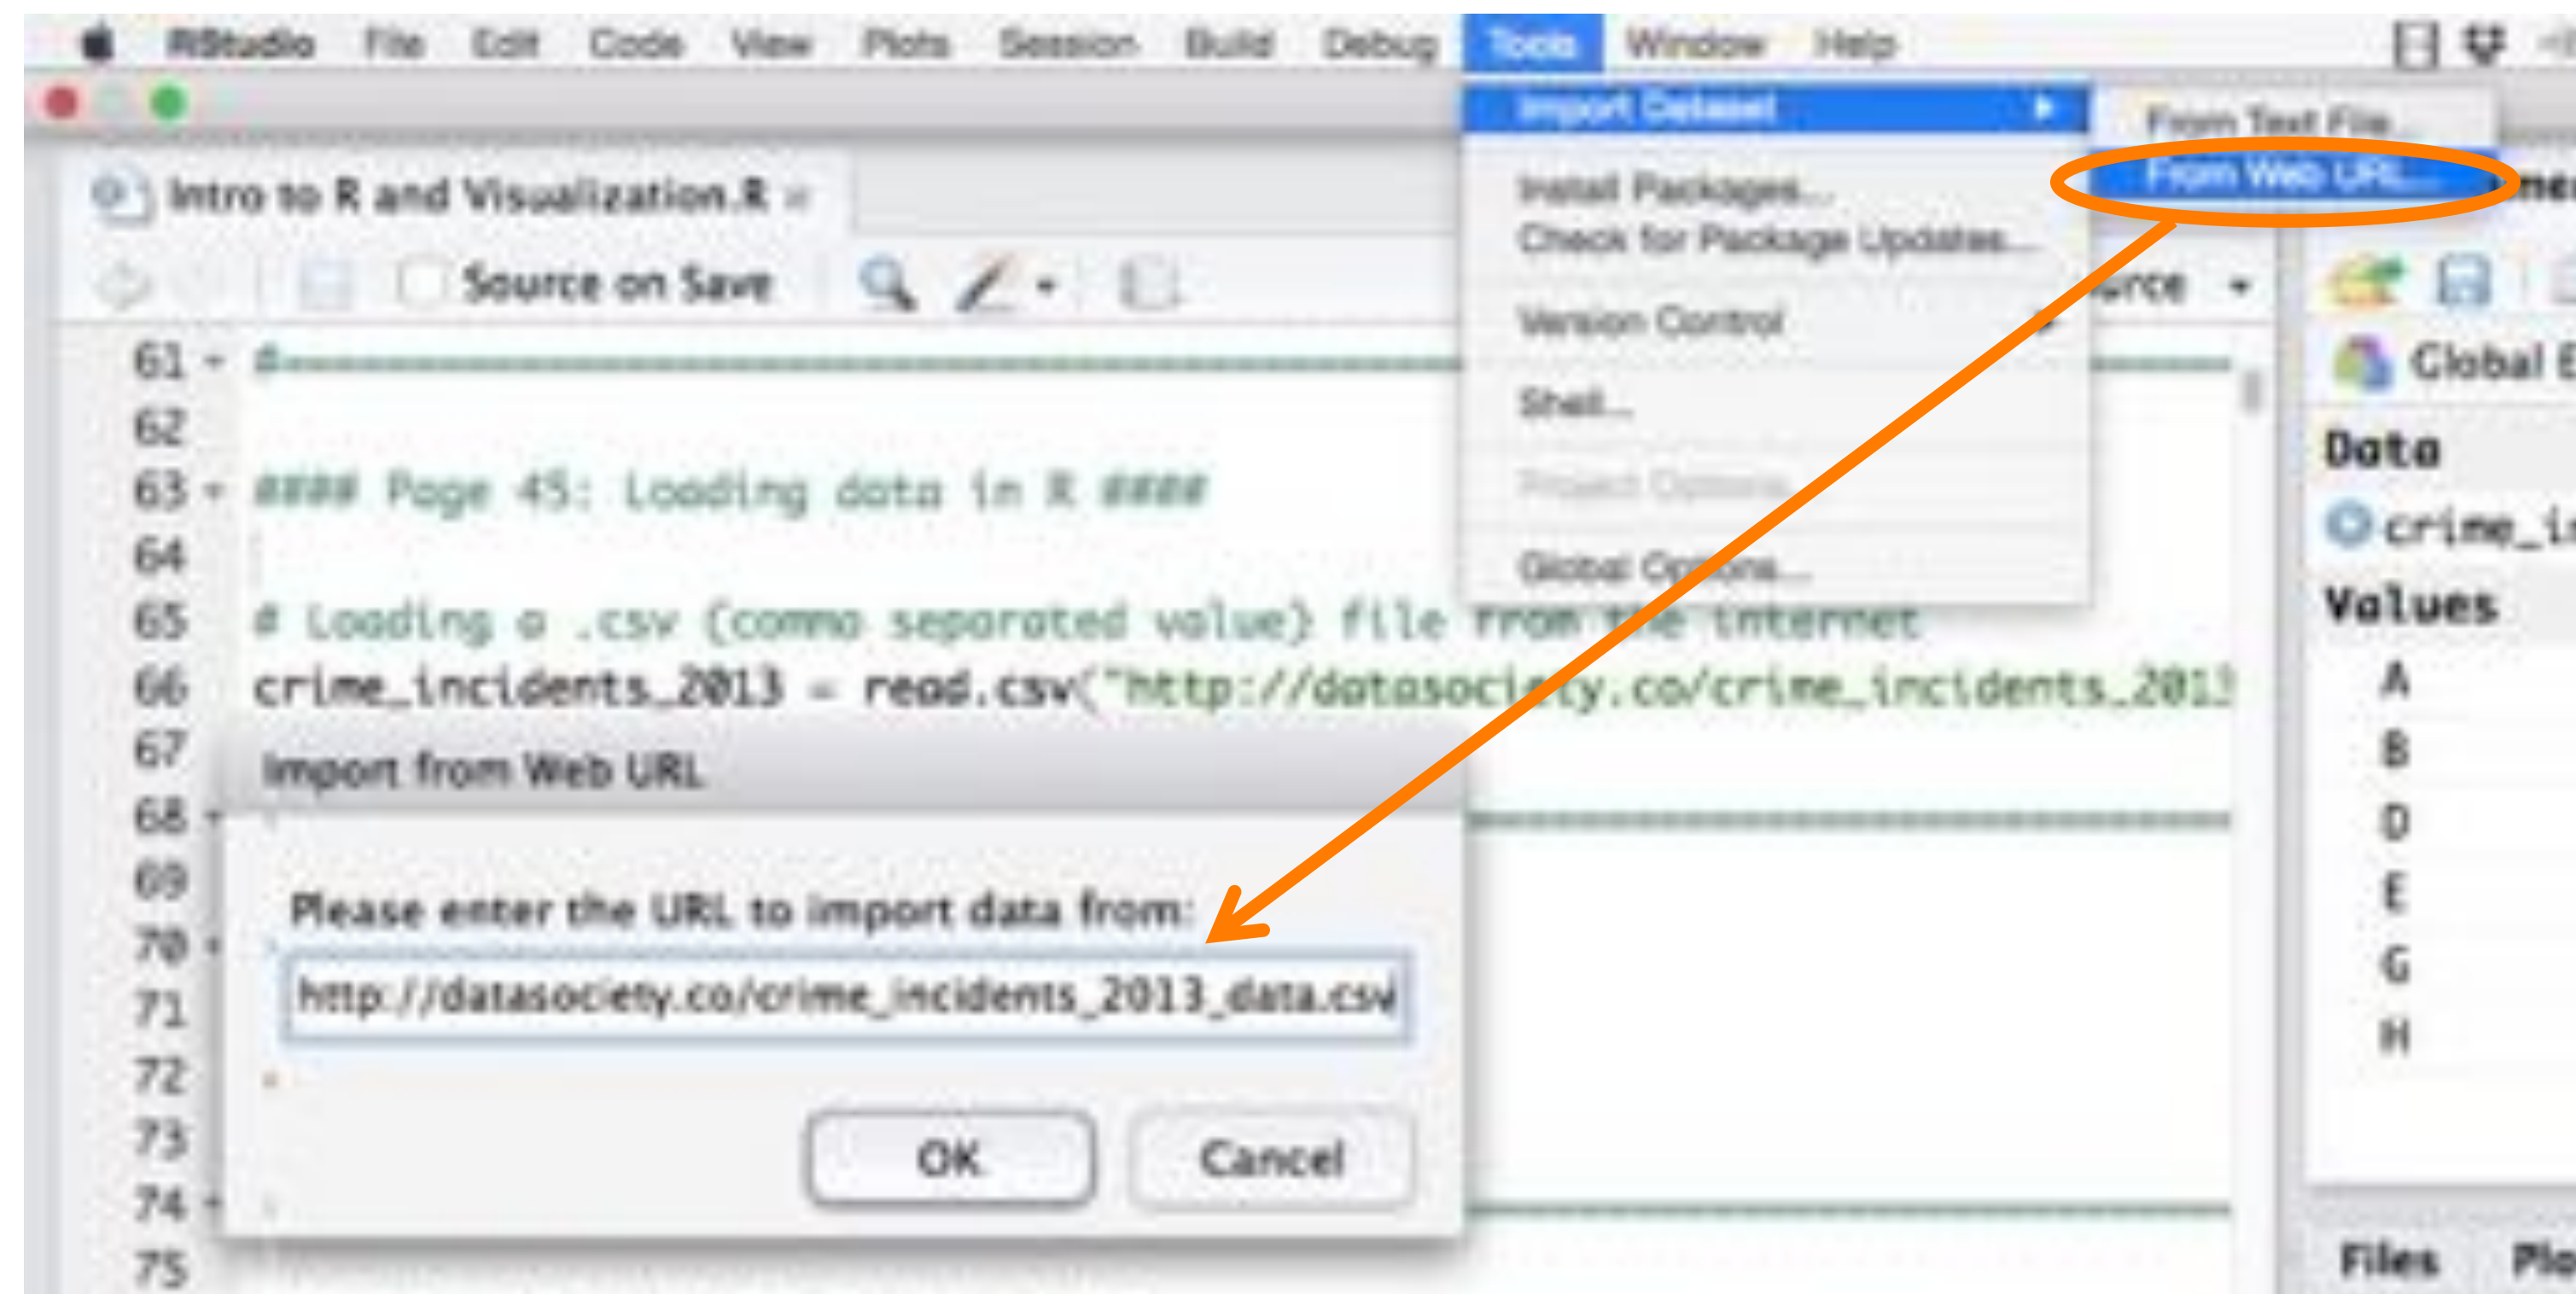 RStudio File Edit Code View Plots Session Build Debug Tools Window Help
Import Dataset
From Text File...
From Web URL...
Install Packages...
Check for Package Updates...
Version Control
Shell...
Project Options...
Global Options...
Intro to R and Visualization.R
Source on Save
61 #
62
63 #### Page 45: Loading data in R ####
64
65 # Loading a .csv (comma separated value) file from the internet
66 crime_incidents_2013 = read.csv("http://datasociety.co/crime_incidents_2013
67
68
69
70
71
72
73
74
75
Import from Web URL
Please enter the URL to import data from:
http://datasociety.co/crime_incidents_2013_data.csv
OK Cancel
Global E
Data
crime_i
Values
A
B
D
E
G
H
Files Plo